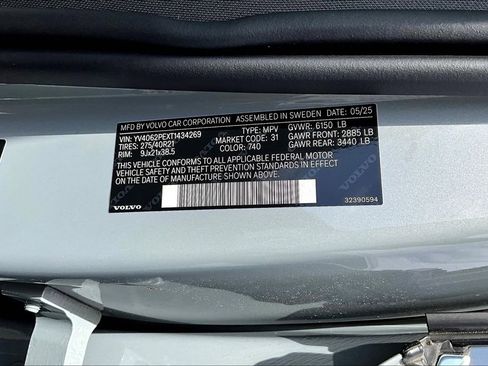 MFD BY VOLVO CAR CORPORATION ASSEMBLED IN SWEDEN 05/25
VIN: YV4062PEXT1434269 TYPE: MPV GVWR: 6150 LB
TIRES: 275/40R21 MARKET CODE: 31 GAWR FRONT: 2885 LB
RIM: 9Jx21x38.5 COLOR: 740 GAWR REAR: 3440 LB
THIS VEHICLE CONFORMS TO ALL APPLICABLE FEDERAL MOTOR
VEHICLE SAFETY AND THEFT PREVENTION STANDARDS IN EFFECT
ON THE DATE OF MANUFACTURE SHOWN ABOVE.
VOLVO 32390594